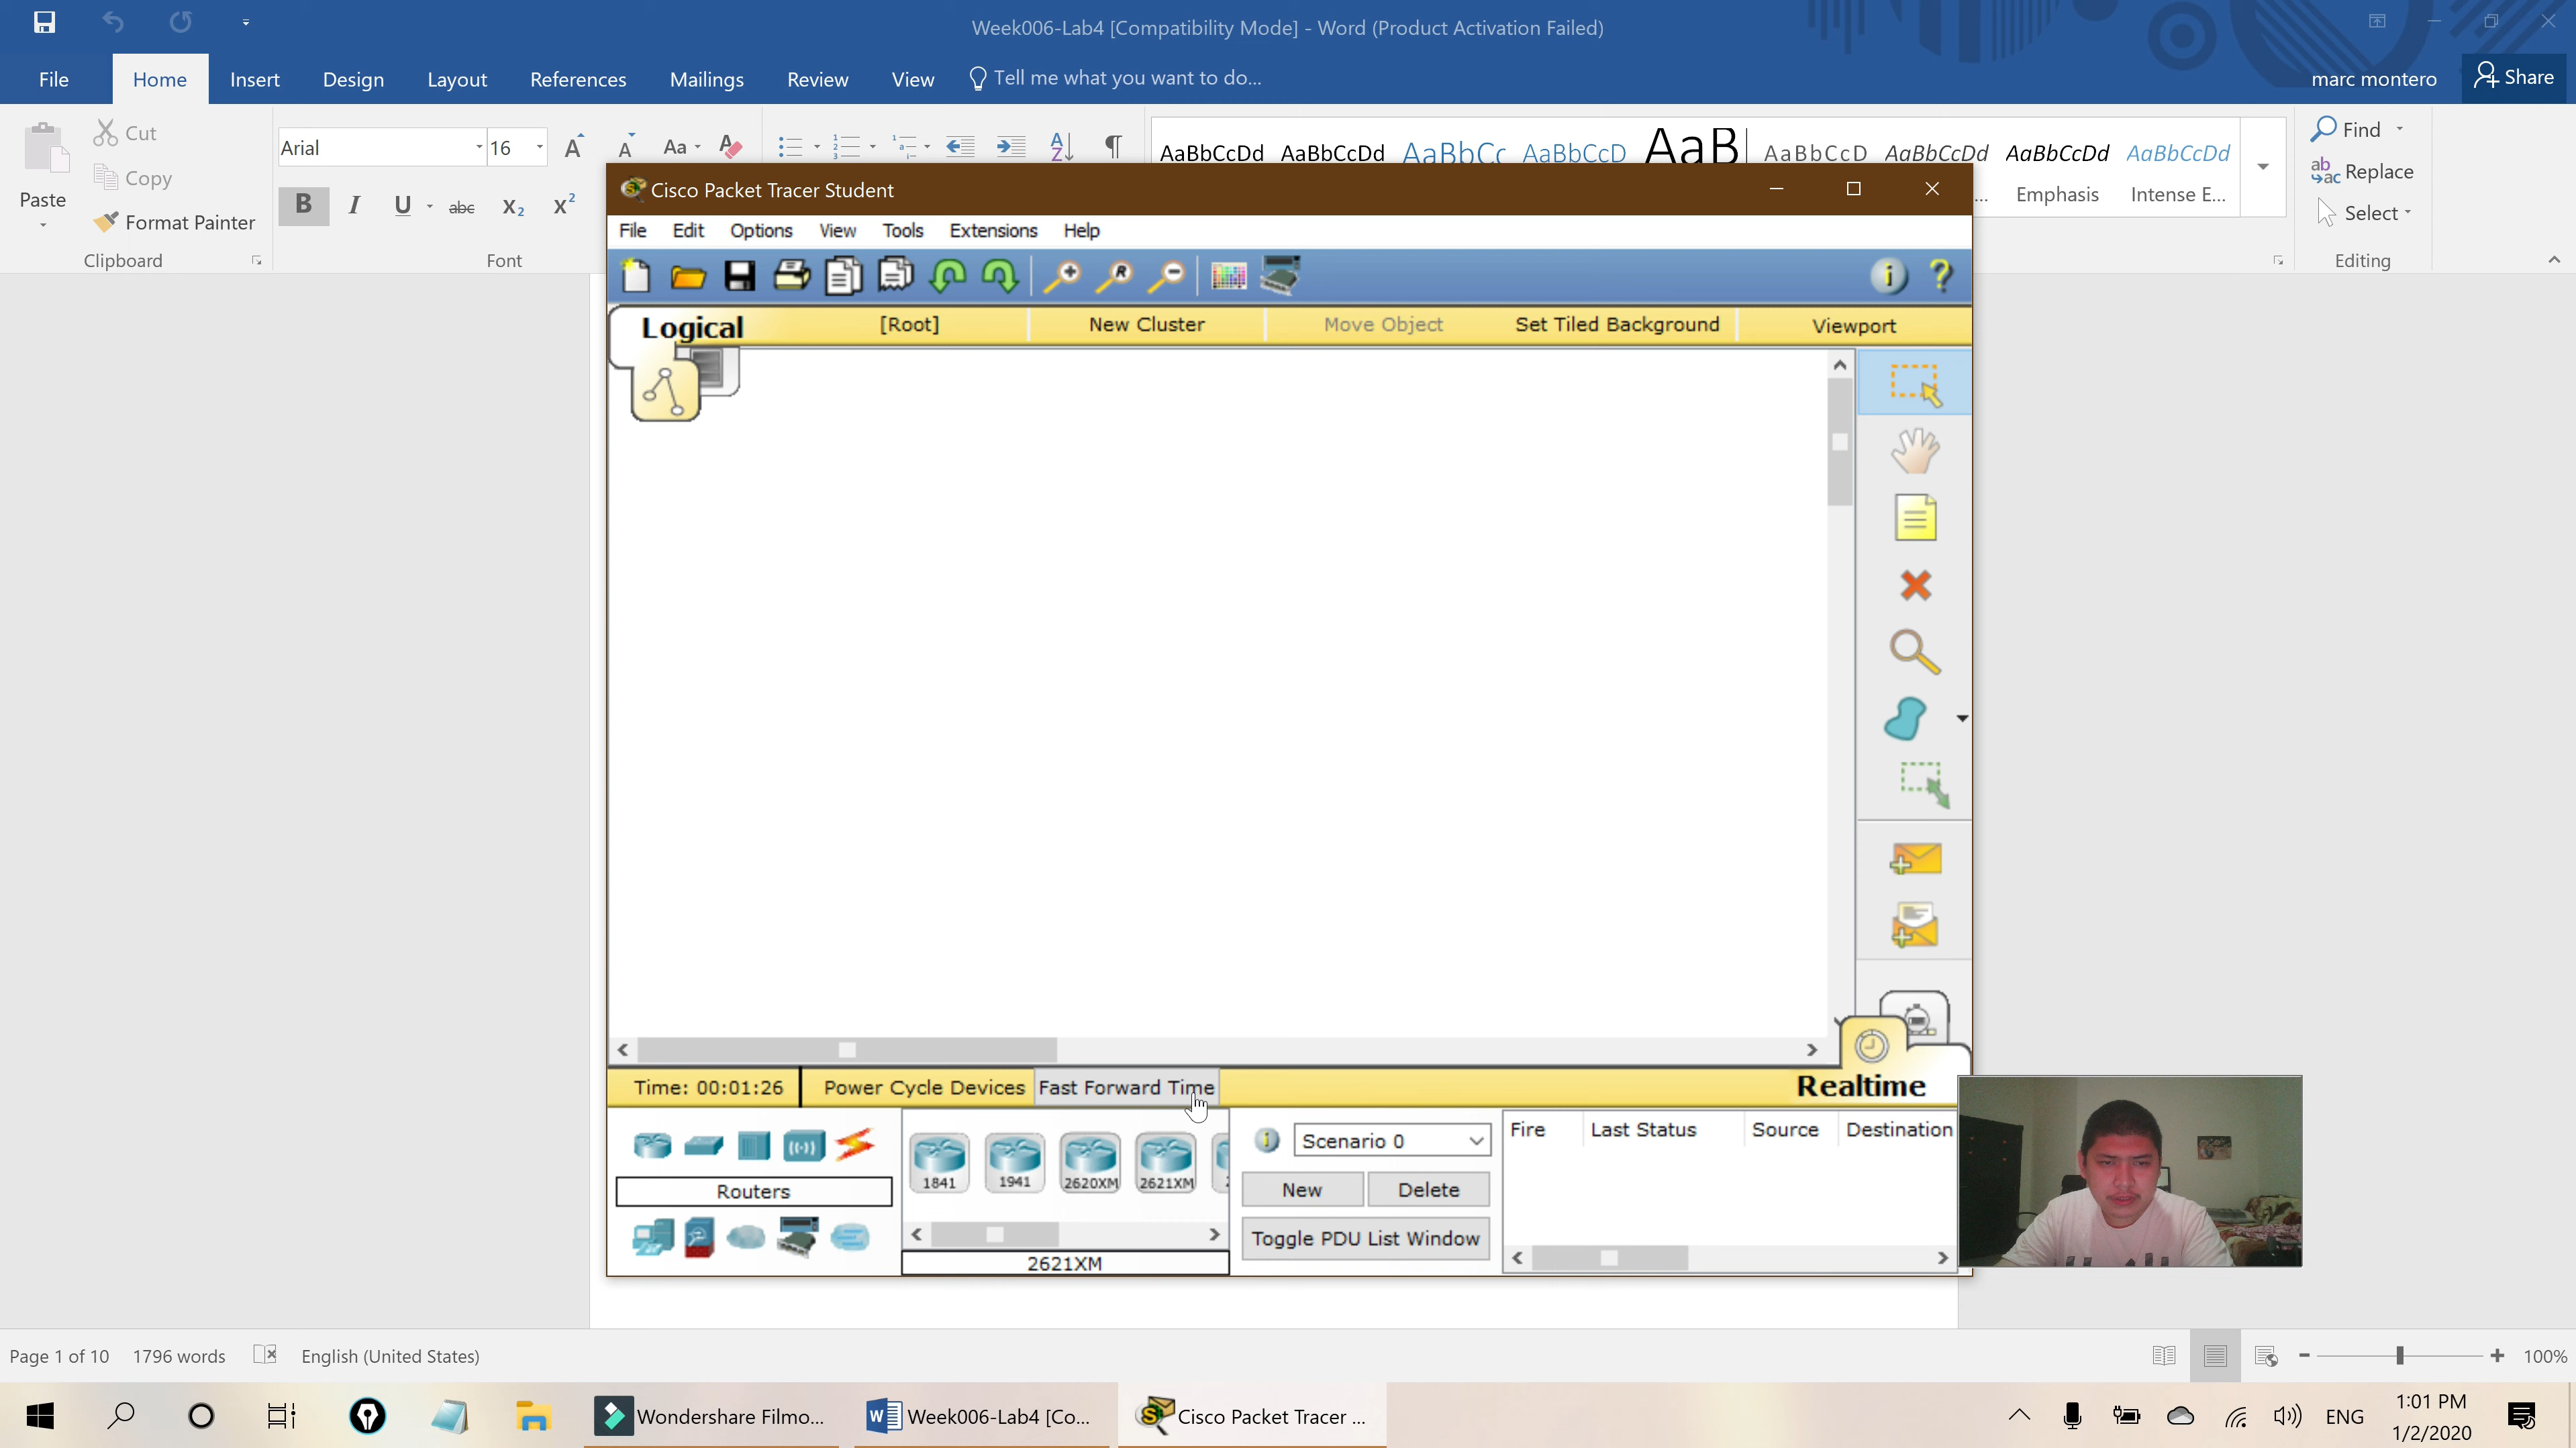 Week006-Lab4 [Compatibility Mode] - Word (Product Activation Failed)
File Home Insert Design Layout References Mailings Review View Tell me what you want to do... marc montero Share
Paste Cut Copy Format Painter Clipboard
Arial 16 Aa Font
B I U abc X₂ X²
AaBbCcDd AaBbCcDd AaBbCc AaBbCcD AaB AaBbCcD AaBbCcDd AaBbCcDd AaBbCcDd
... Emphasis Intense E...
Find Replace Select Editing
Cisco Packet Tracer Student
File Edit Options View Tools Extensions Help
Logical [Root] New Cluster Move Object Set Tiled Background Viewport
Time: 00:01:26 Power Cycle Devices Fast Forward Time Realtime
Routers
1841 1941 2620XM 2621XM
2621XM
Scenario 0
New Delete
Toggle PDU List Window
Fire Last Status Source Destination
Page 1 of 10 1796 words English (United States) 100%
Wondershare Filmo... Week006-Lab4 [Co... Cisco Packet Tracer ... ENG 1:01 PM
1/2/2020